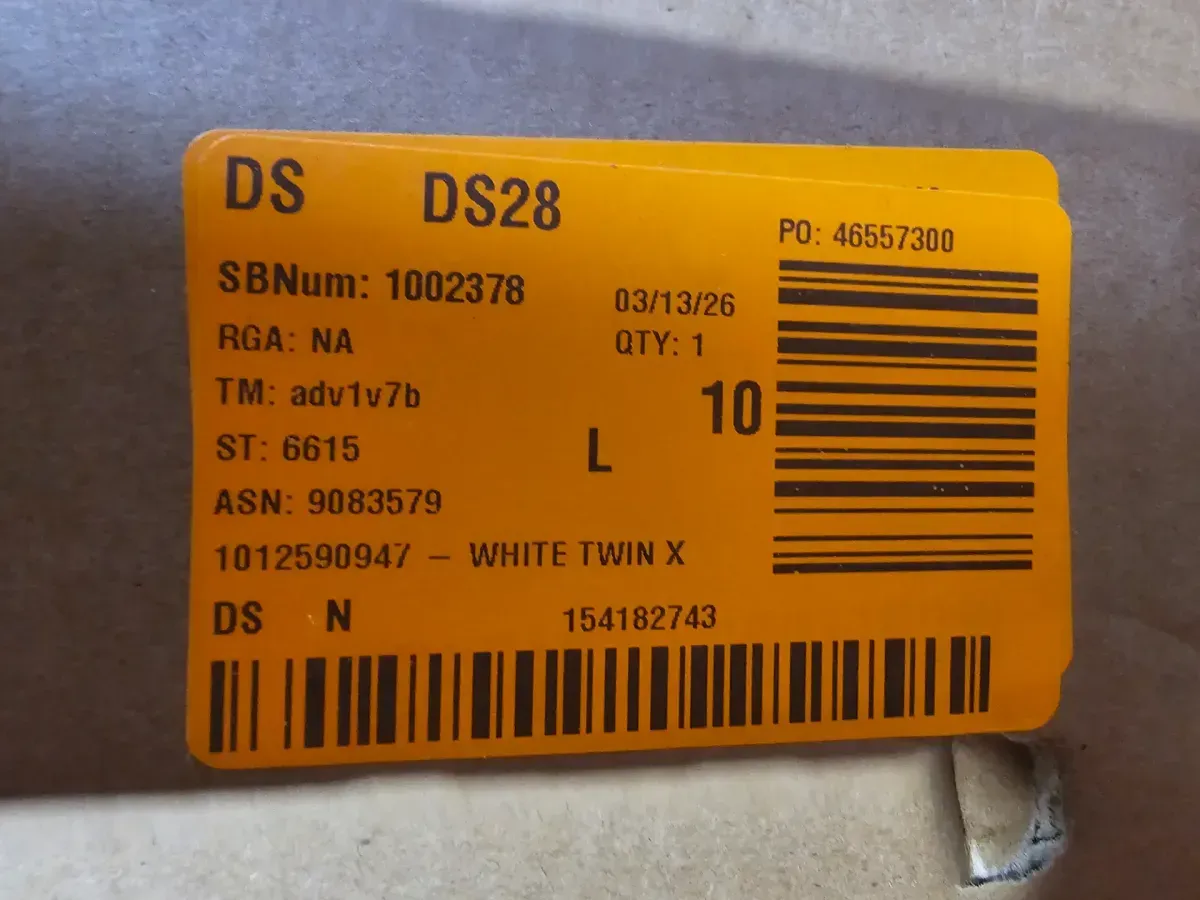 DS DS28
PO: 46557300
SBNum: 1002378 03/13/26
RGA: NA QTY: 1
TM: adv1v7b 10
ST: 6615 L
ASN: 9083579
1012590947 – WHITE TWIN X
DS N 154182743